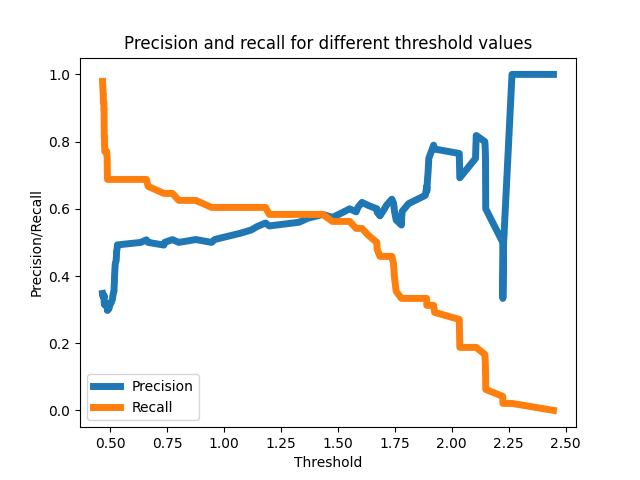 Precision and recall for different threshold values
Precision/Recall
1.0
0.8
0.6
0.4
0.2
0.0
Precision
Recall
0.50 0.75 1.00 1.25 1.50 1.75 2.00 2.25 2.50
Threshold